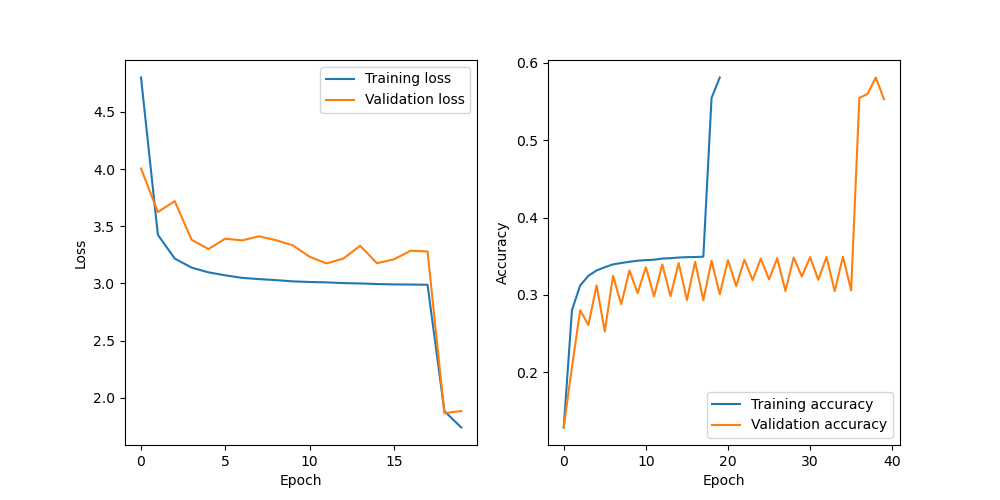 Training loss
Validation loss
4.5
4.0
3.5
3.0
2.5
2.0
Loss
0
5
10
15
Epoch
0.6
0.5
0.4
0.3
0.2
Accuracy
Training accuracy
Validation accuracy
0
10
20
30
40
Epoch